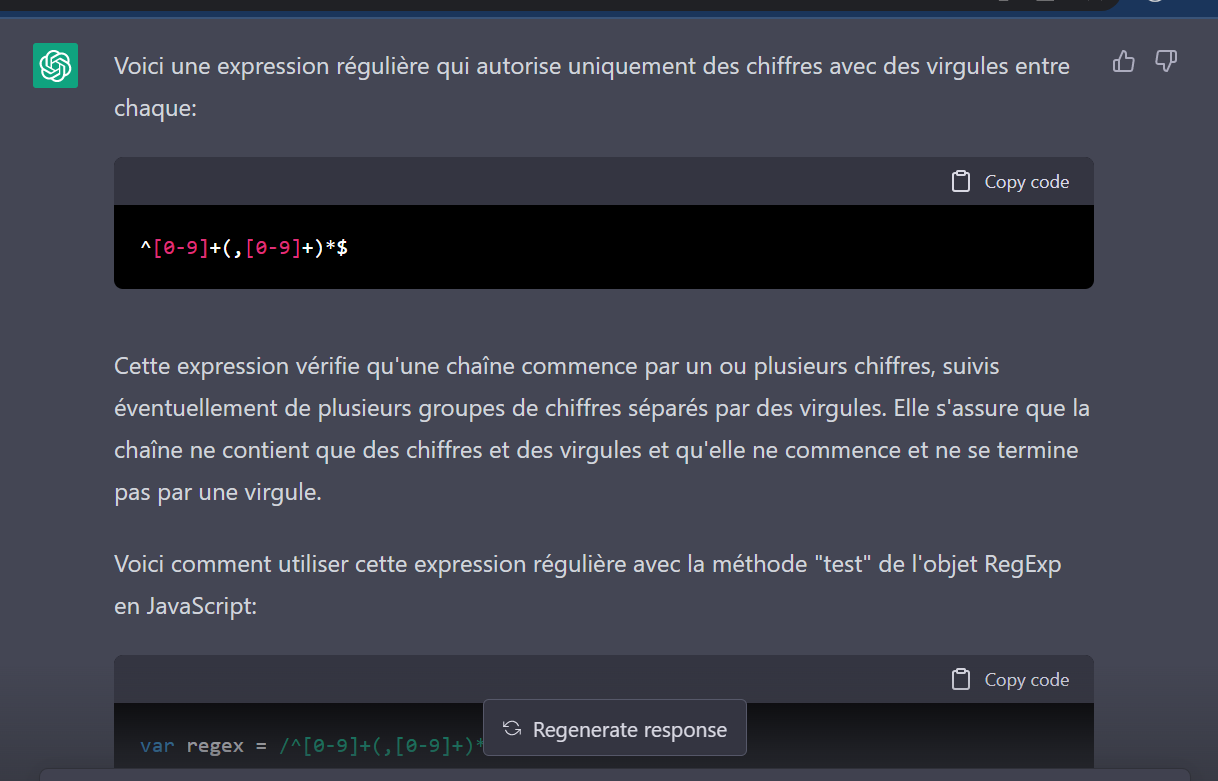 Voici une expression régulière qui autorise uniquement des chiffres avec des virgules entre
chaque:
Copy code
^[0-9]+(,[0-9]+)*$
Cette expression vérifie qu'une chaîne commence par un ou plusieurs chiffres, suivis
éventuellement de plusieurs groupes de chiffres séparés par des virgules. Elle s'assure que la
chaîne ne contient que des chiffres et des virgules et qu'elle ne commence et ne se termine
pas par une virgule.
Voici comment utiliser cette expression régulière avec la méthode "test" de l'objet RegExp
en JavaScript:
Copy code
var regex = /^[0-9]+(,[0-9]+)*
Regenerate response